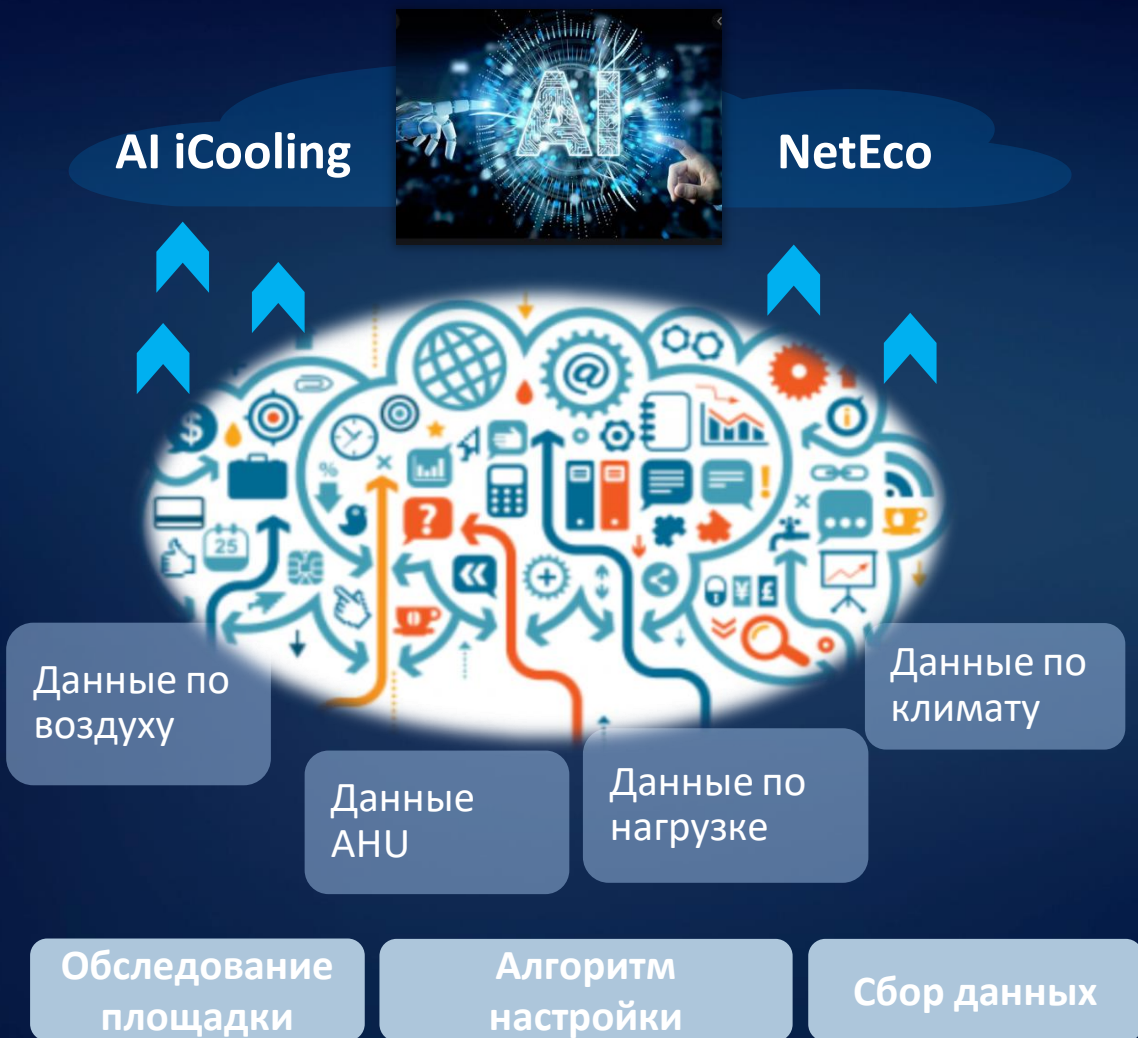 AI
AI iCooling
NetEco
$
@
i
%
?
25
¥ £
!
Данные по
воздуху
Данные по
климату
Данные
AHU
Данные по
нагрузке
Обследование
площадки
Алгоритм
настройки
Сбор данных